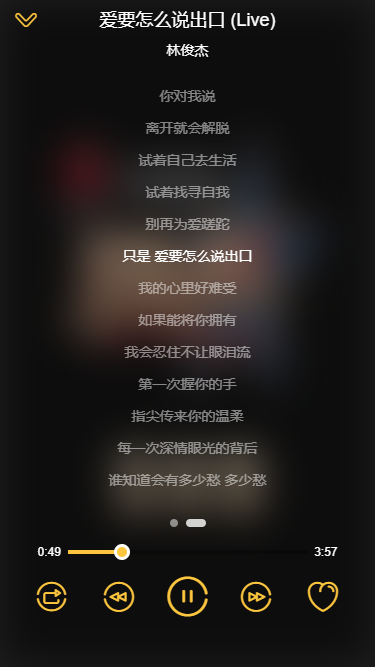 爱要怎么说出口 (Live)
林俊杰
你对我说
离开就会解脱
试着自己去生活
试着找寻自我
别再为爱蹉跎
只是 爱要怎么说出口
我的心里好难受
如果能将你拥有
我会忍住不让眼泪流
第一次握你的手
指尖传来你的温柔
每一次深情眼光的背后
谁知道会有多少愁 多少愁
0:49 3:57